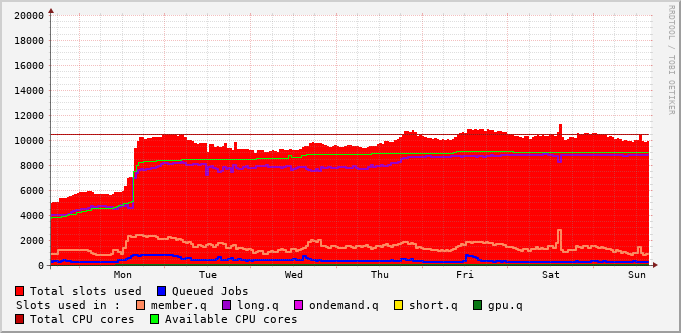 RRDTOOL / TOBI OETIKER
20000
18000
16000
14000
12000
10000
8000
6000
4000
2000
0
Mon Tue Wed Thu Fri Sat Sun
Total slots used Queued Jobs
Slots used in : member.q long.q ondemand.q short.q gpu.q
Total CPU cores Available CPU cores